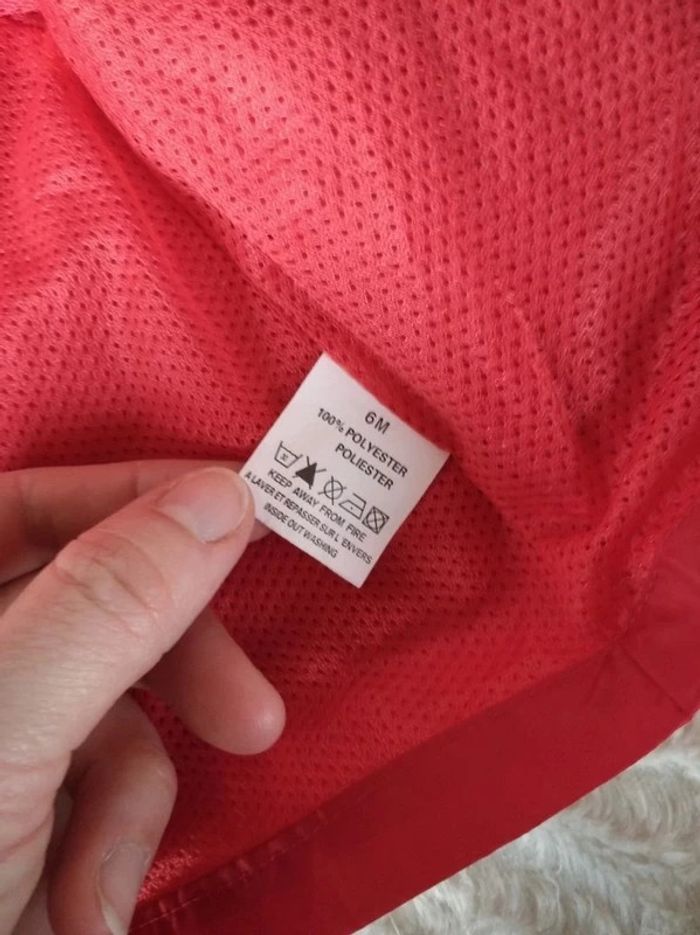 6M
100% POLYESTER
POLIESTER
KEEP AWAY FROM FIRE
A LAVER ET REPASSER SUR L'ENVERS
INSIDE OUT WASHING